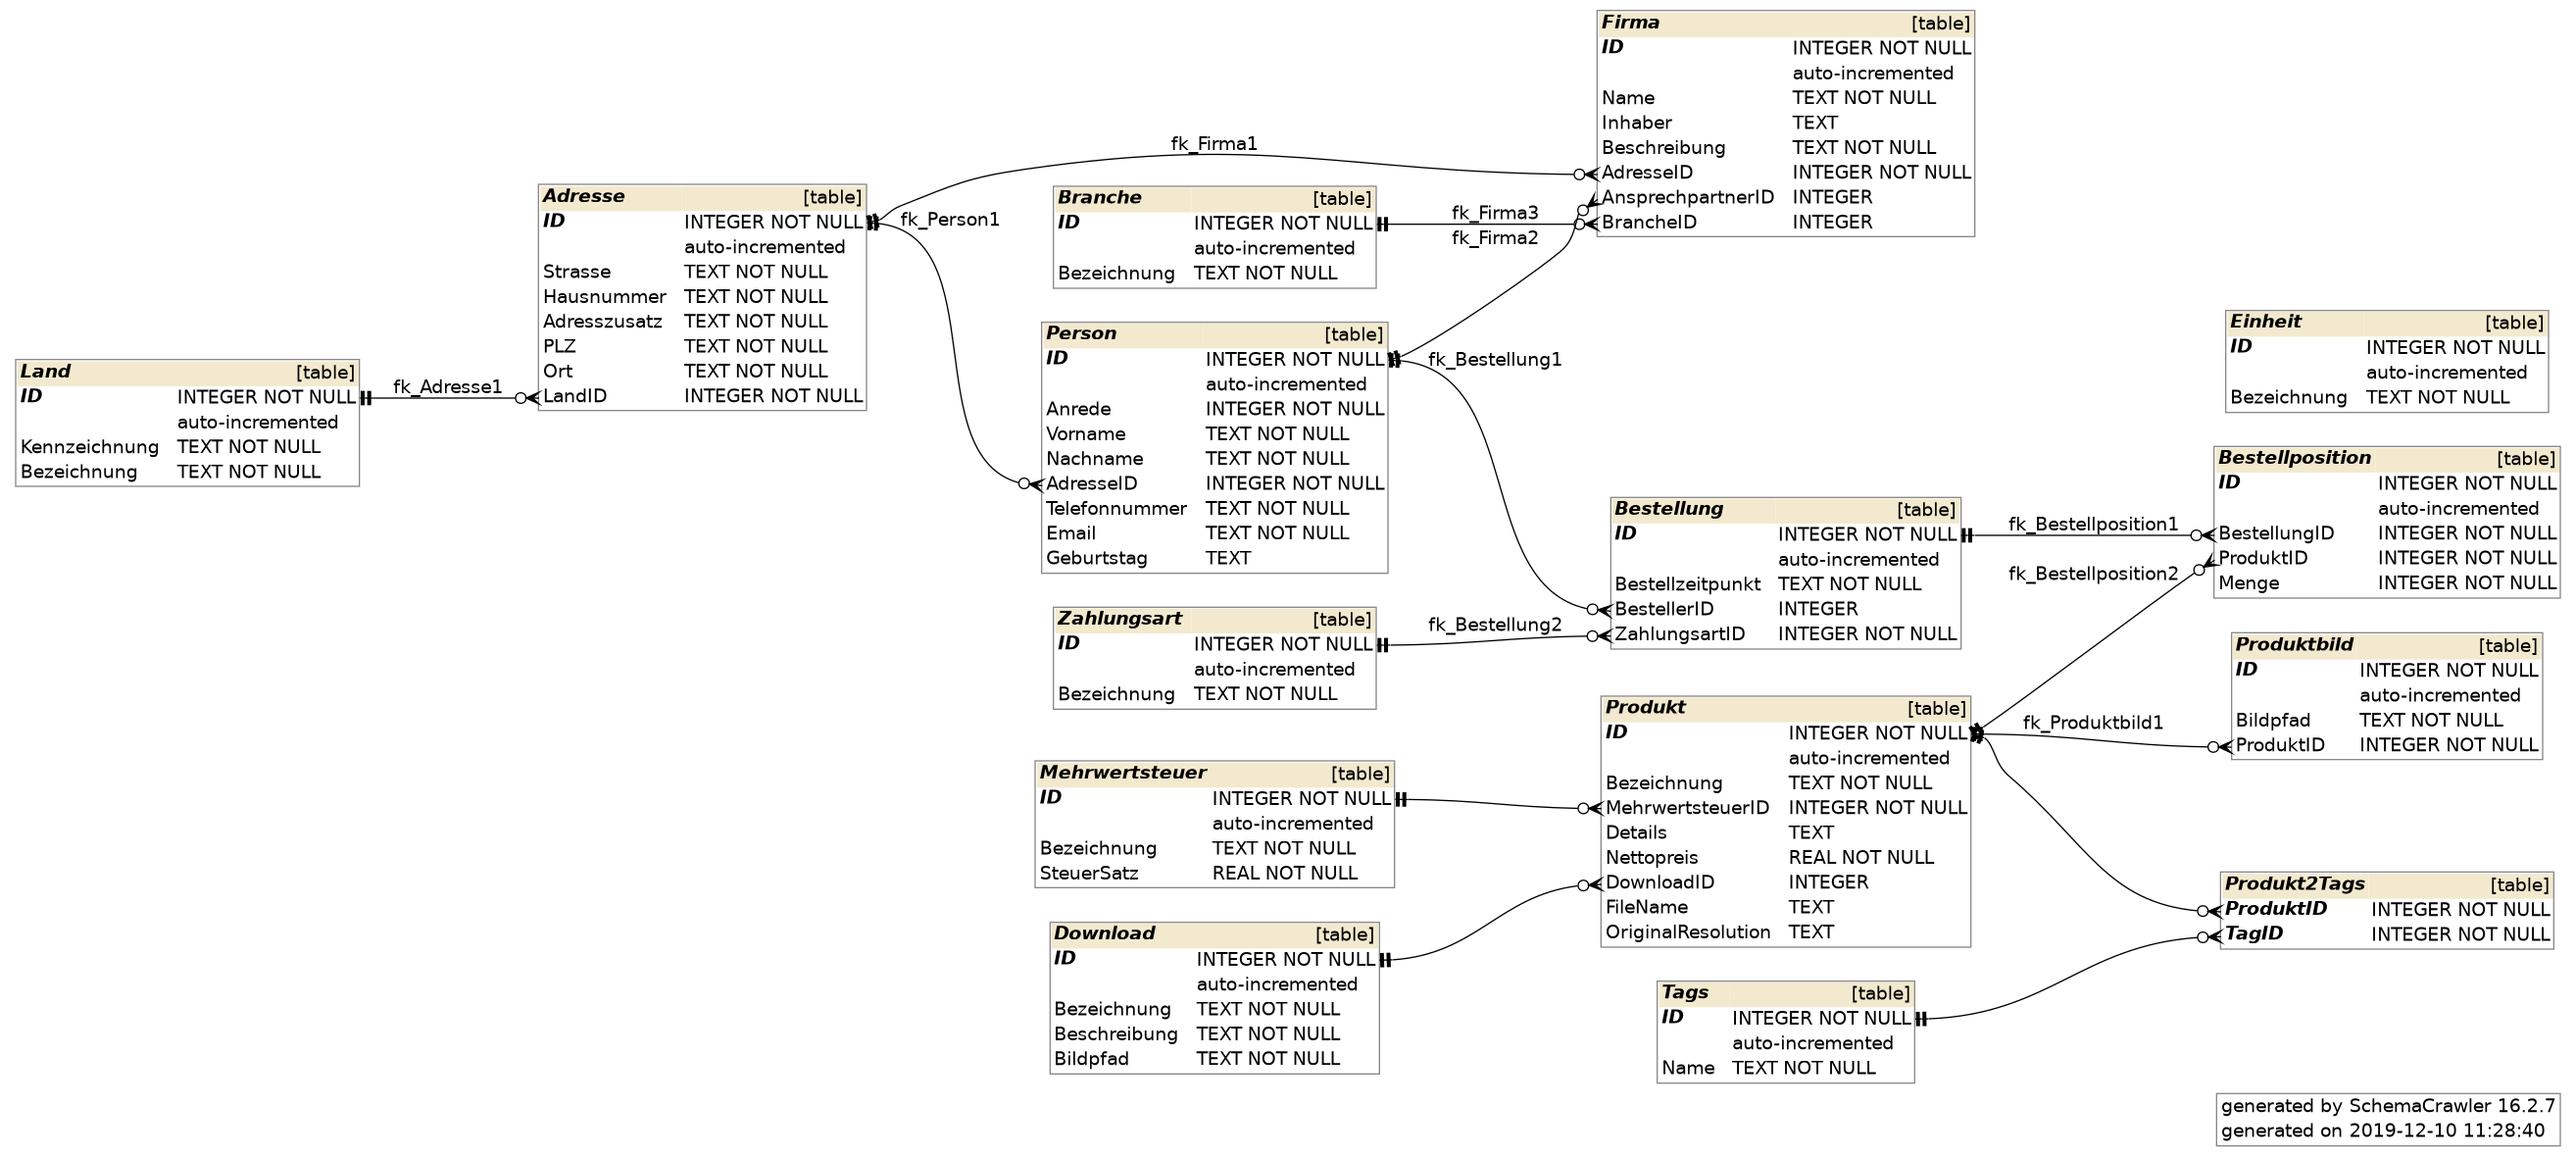 Firma [table]
ID INTEGER NOT NULL
auto-incremented
Name TEXT NOT NULL
Inhaber TEXT
Beschreibung TEXT NOT NULL
AdresseID INTEGER NOT NULL
AnsprechpartnerID INTEGER
BrancheID INTEGER
fk_Firma1
Adresse [table]
ID INTEGER NOT NULL
auto-incremented
Strasse TEXT NOT NULL
Hausnummer TEXT NOT NULL
Adresszusatz TEXT NOT NULL
PLZ TEXT NOT NULL
Ort TEXT NOT NULL
LandID INTEGER NOT NULL
fk_Person1
Branche [table]
ID INTEGER NOT NULL
auto-incremented
Bezeichnung TEXT NOT NULL
fk_Firma3
fk_Firma2
Land [table]
ID INTEGER NOT NULL
auto-incremented
Kennzeichnung TEXT NOT NULL
Bezeichnung TEXT NOT NULL
fk_Adresse1
Person [table]
ID INTEGER NOT NULL
auto-incremented
Anrede INTEGER NOT NULL
Vorname TEXT NOT NULL
Nachname TEXT NOT NULL
AdresseID INTEGER NOT NULL
Telefonnummer TEXT NOT NULL
Email TEXT NOT NULL
Geburtstag TEXT
fk_Bestellung1
Einheit [table]
ID INTEGER NOT NULL
auto-incremented
Bezeichnung TEXT NOT NULL
Bestellposition [table]
ID INTEGER NOT NULL
auto-incremented
BestellungID INTEGER NOT NULL
ProduktID INTEGER NOT NULL
Menge INTEGER NOT NULL
Bestellung [table]
ID INTEGER NOT NULL
auto-incremented
Bestellzeitpunkt TEXT NOT NULL
BestellerID INTEGER
ZahlungsartID INTEGER NOT NULL
fk_Bestellposition1
fk_Bestellposition2
Zahlungsart [table]
ID INTEGER NOT NULL
auto-incremented
Bezeichnung TEXT NOT NULL
fk_Bestellung2
Produktbild [table]
ID INTEGER NOT NULL
auto-incremented
Bildpfad TEXT NOT NULL
ProduktID INTEGER NOT NULL
fk_Produktbild1
Produkt [table]
ID INTEGER NOT NULL
auto-incremented
Bezeichnung TEXT NOT NULL
MehrwertsteuerID INTEGER NOT NULL
Details TEXT
Nettopreis REAL NOT NULL
DownloadID INTEGER
FileName TEXT
OriginalResolution TEXT
Mehrwertsteuer [table]
ID INTEGER NOT NULL
auto-incremented
Bezeichnung TEXT NOT NULL
SteuerSatz REAL NOT NULL
Produkt2Tags [table]
ProduktID INTEGER NOT NULL
TagID INTEGER NOT NULL
Download [table]
ID INTEGER NOT NULL
auto-incremented
Bezeichnung TEXT NOT NULL
Beschreibung TEXT NOT NULL
Bildpfad TEXT NOT NULL
Tags [table]
ID INTEGER NOT NULL
auto-incremented
Name TEXT NOT NULL
generated by SchemaCrawler 16.2.7
generated on 2019-12-10 11:28:40